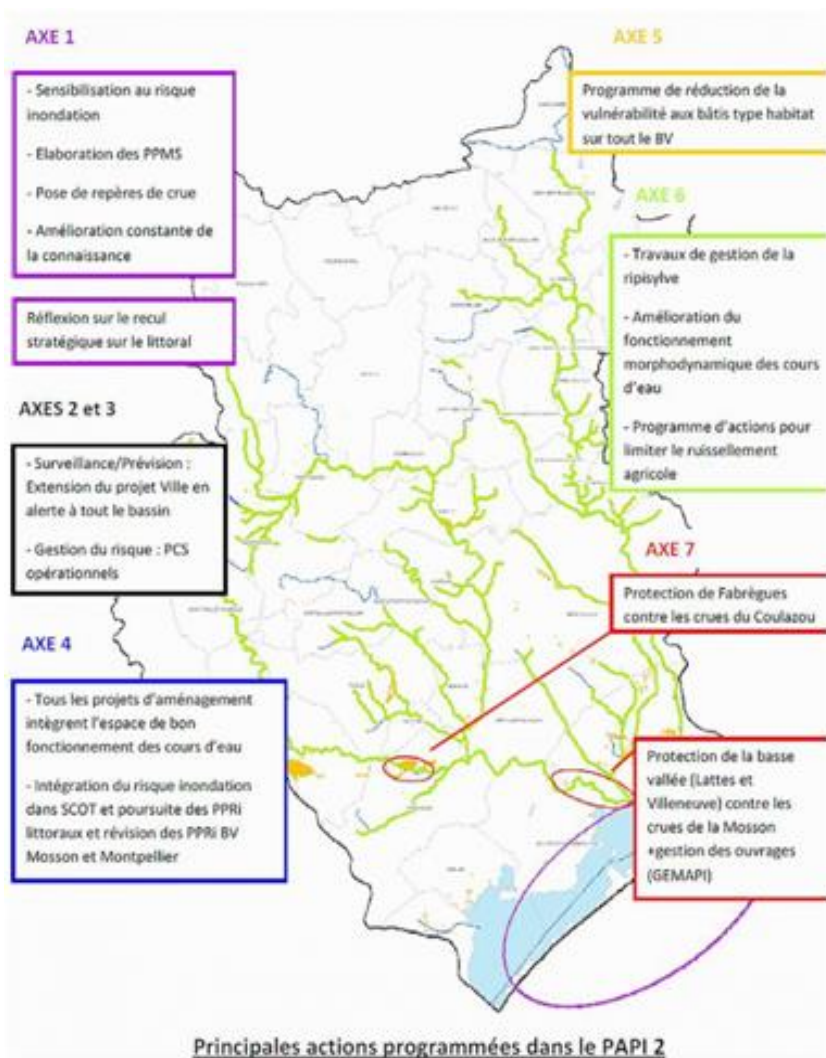 AXE 1
- Sensibilisation au risque
inondation
- Elaboration des PPMS
- Pose de repères de crue
- Amélioration constante de
la connaissance
Réflexion sur le recul
stratégique sur le littoral
AXES 2 et 3
- Surveillance/Prévision :
Extension du projet Ville en
alerte à tout le bassin
- Gestion du risque : PCS
opérationnels
AXE 4
- Tous les projets d'aménagement
intègrent l'espace de bon
fonctionnement des cours d'eau
- Intégration du risque inondation
dans SCOT et poursuite des PPRi
littoraux et révision des PPRi BV
Mosson et Montpellier
AXE 5
Programme de réduction de la
vulnérabilité aux bâtis type habitat
sur tout le BV
AXE 6
- Travaux de gestion de la
ripisylve
- Amélioration du
fonctionnement
morphodynamique des cours
d'eau
- Programme d'actions pour
limiter le ruissellement
agricole
AXE 7
Protection de Fabrègues
contre les crues du Coulazou
Protection de la basse
vallée (Lattes et
Villeneuve) contre les
crues de la Mosson
+gestion des ouvrages
(GEMAPI)
Principales actions programmées dans le PAPI 2